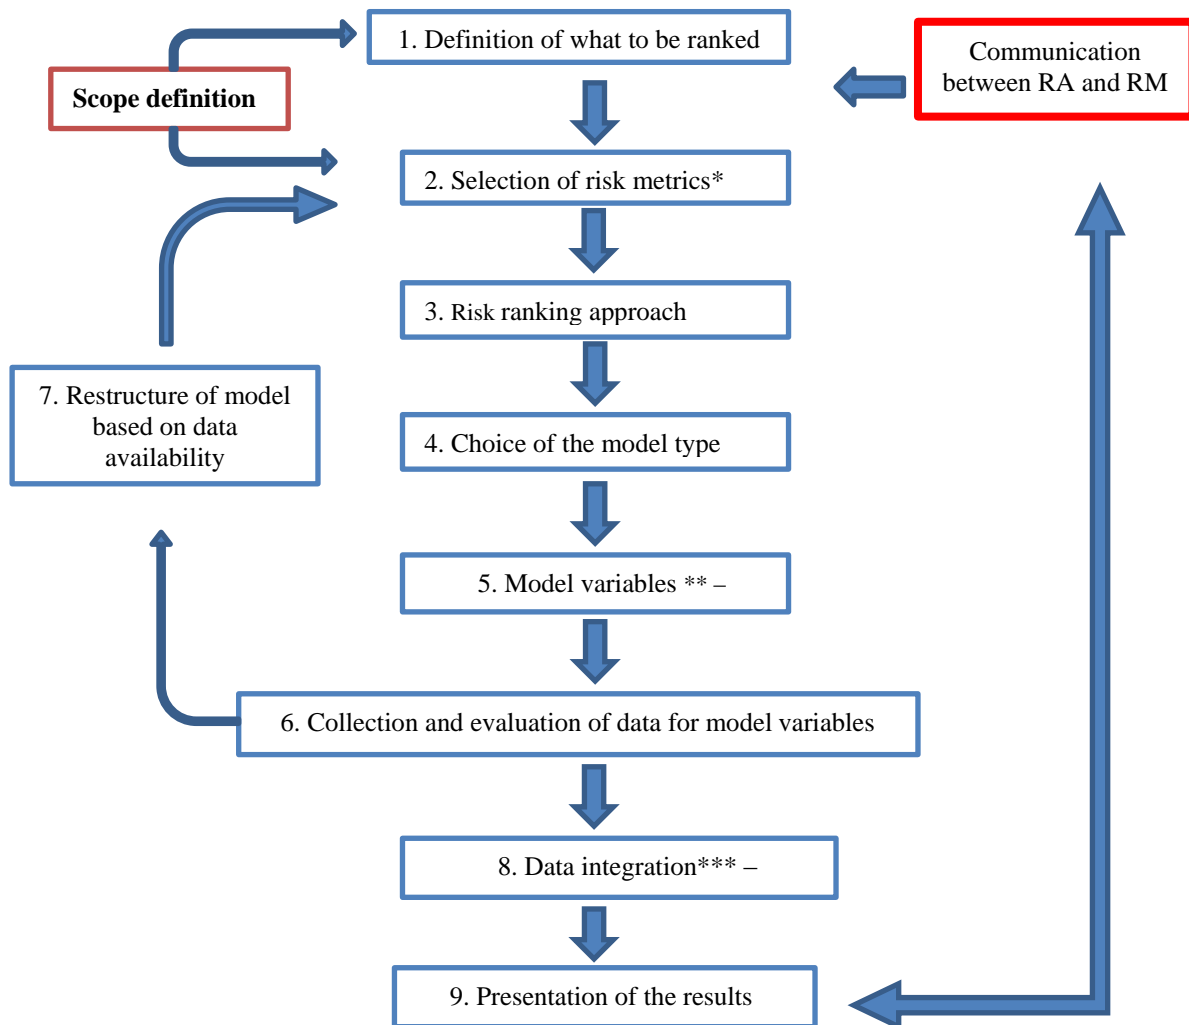 1. Definition of what to be ranked
Communication
between RA and RM
Scope definition
2. Selection of risk metrics*
3. Risk ranking approach
7. Restructure of model
based on data
availability
4. Choice of the model type
5. Model variables ** –
6. Collection and evaluation of data for model variables
8. Data integration*** –
9. Presentation of the results